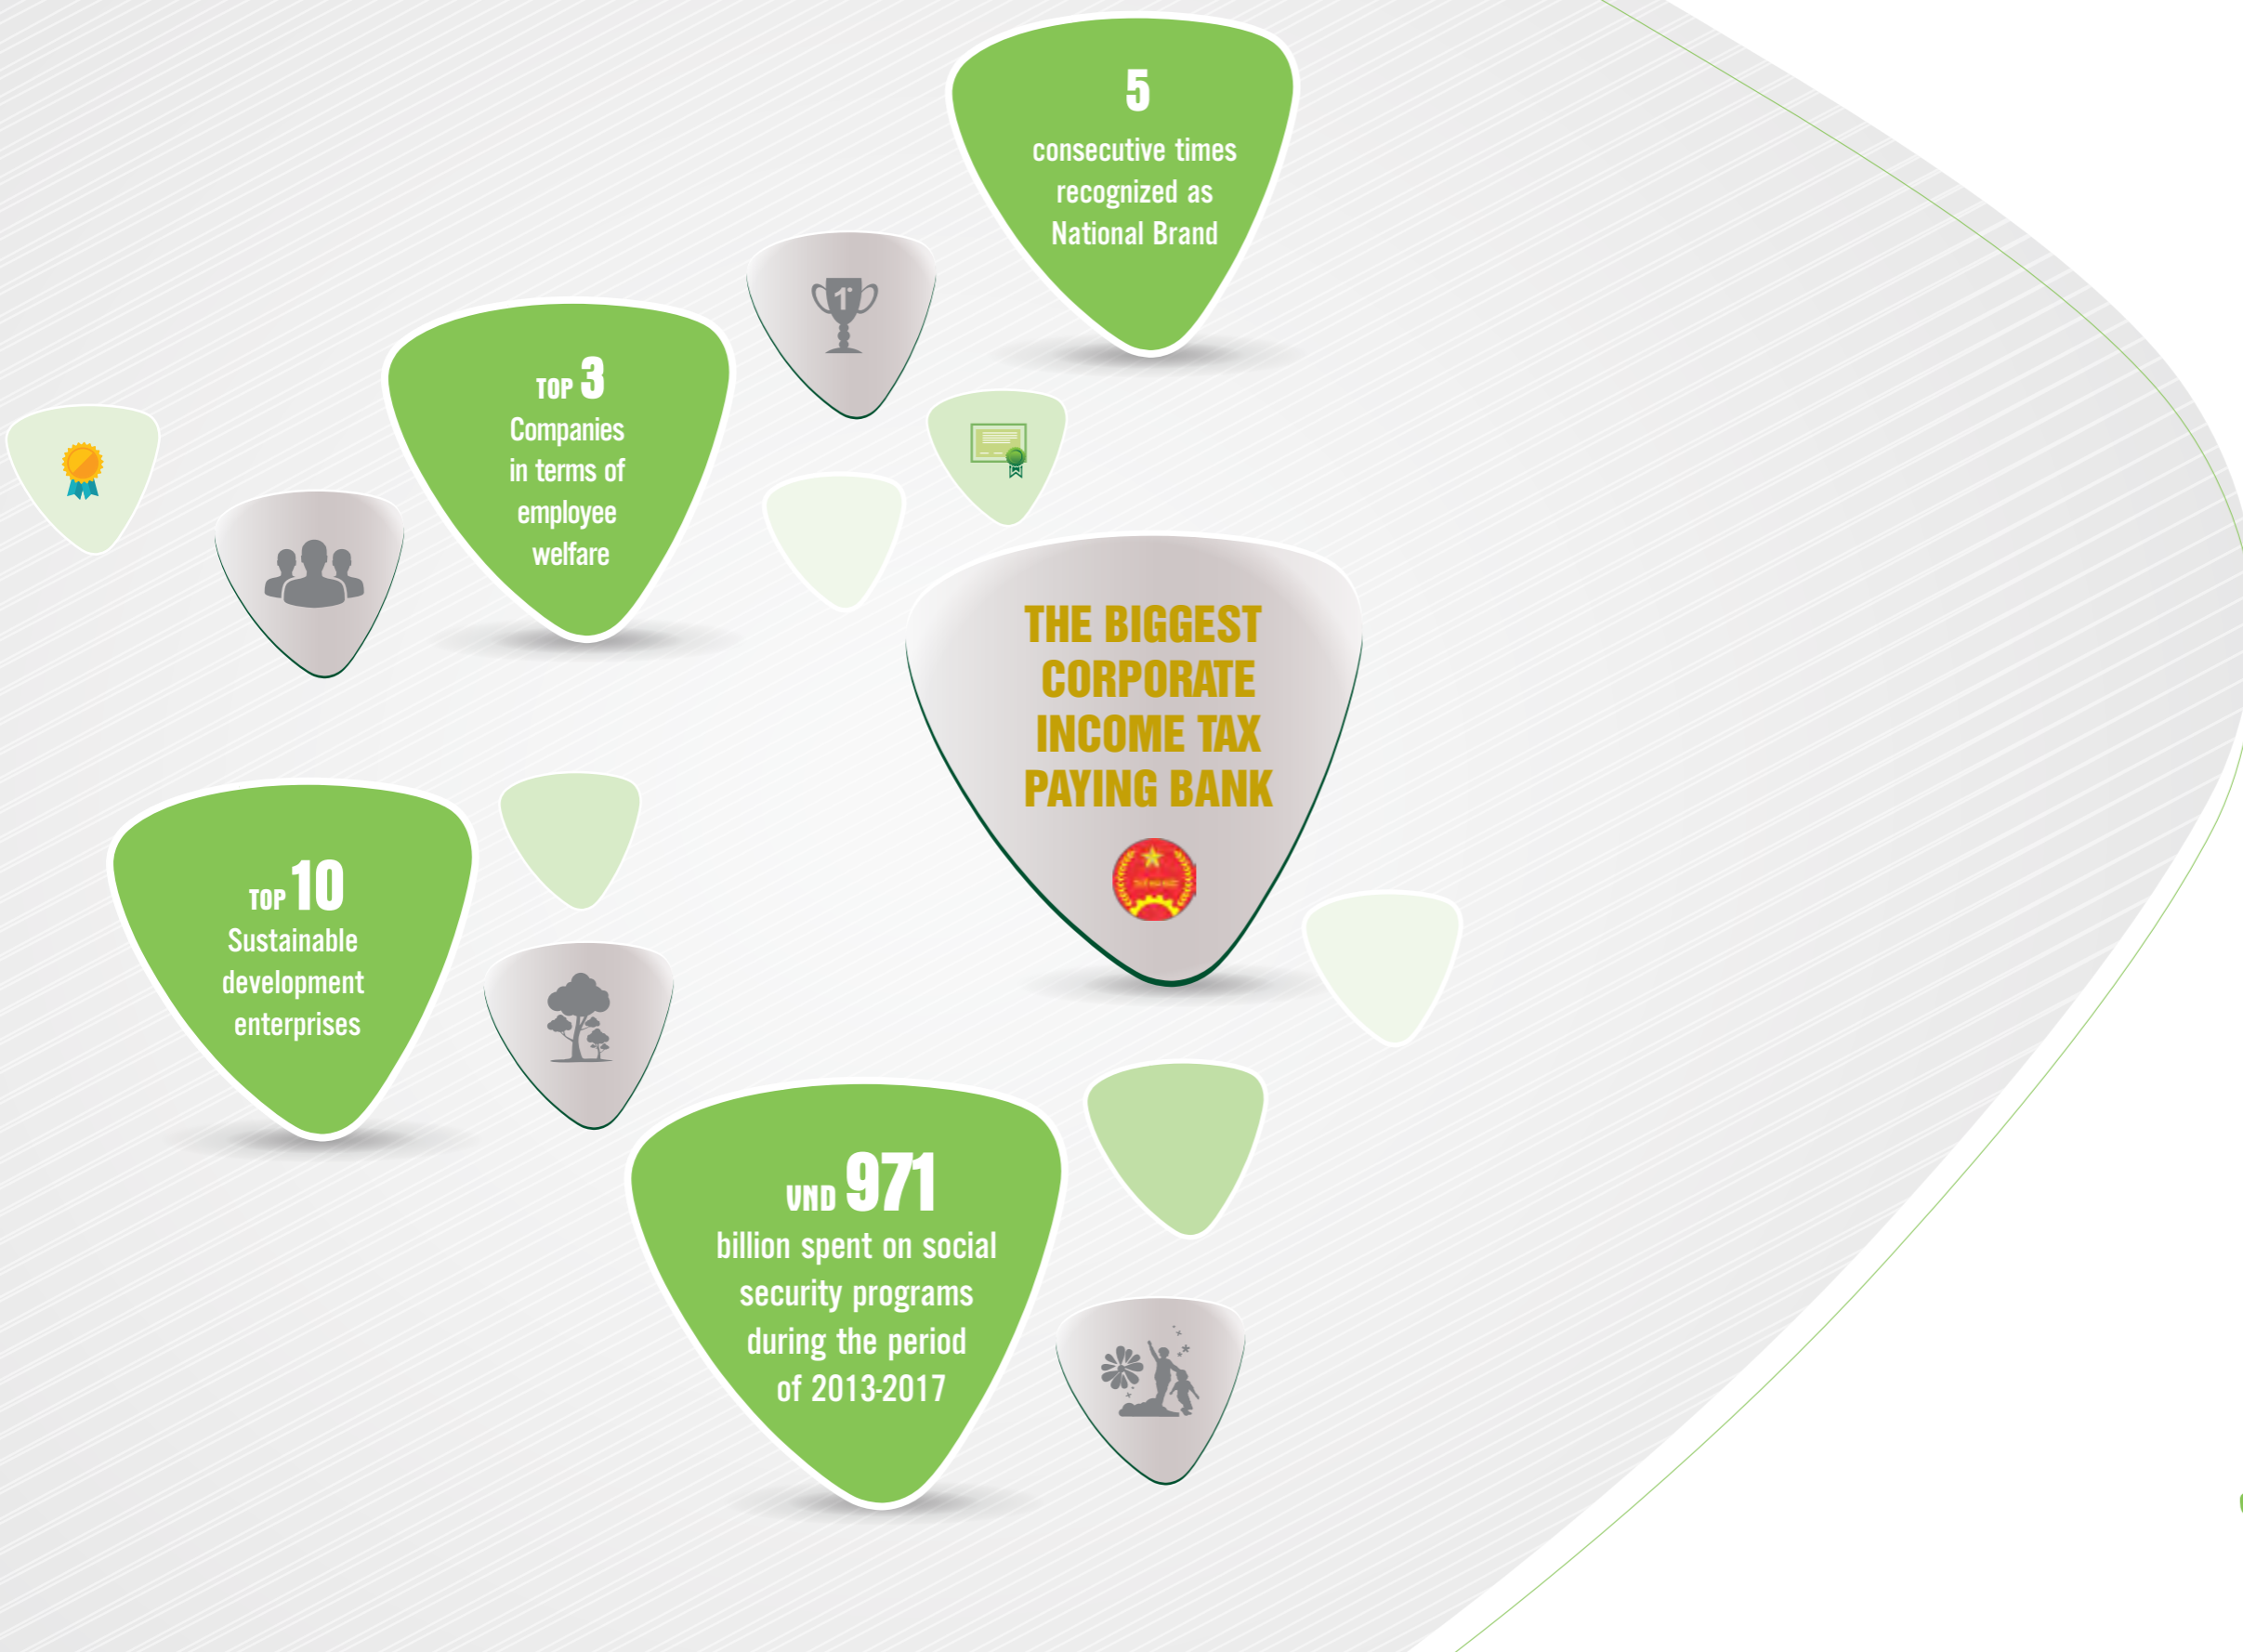 5
consecutive times
recognized as
National Brand
1
TOP 3
Companies
in terms of
employee
welfare
THE BIGGEST
CORPORATE
INCOME TAX
PAYING BANK
TOP 10
Sustainable
development
enterprises
VND 971
billion spent on social
security programs
during the period
of 2013-2017